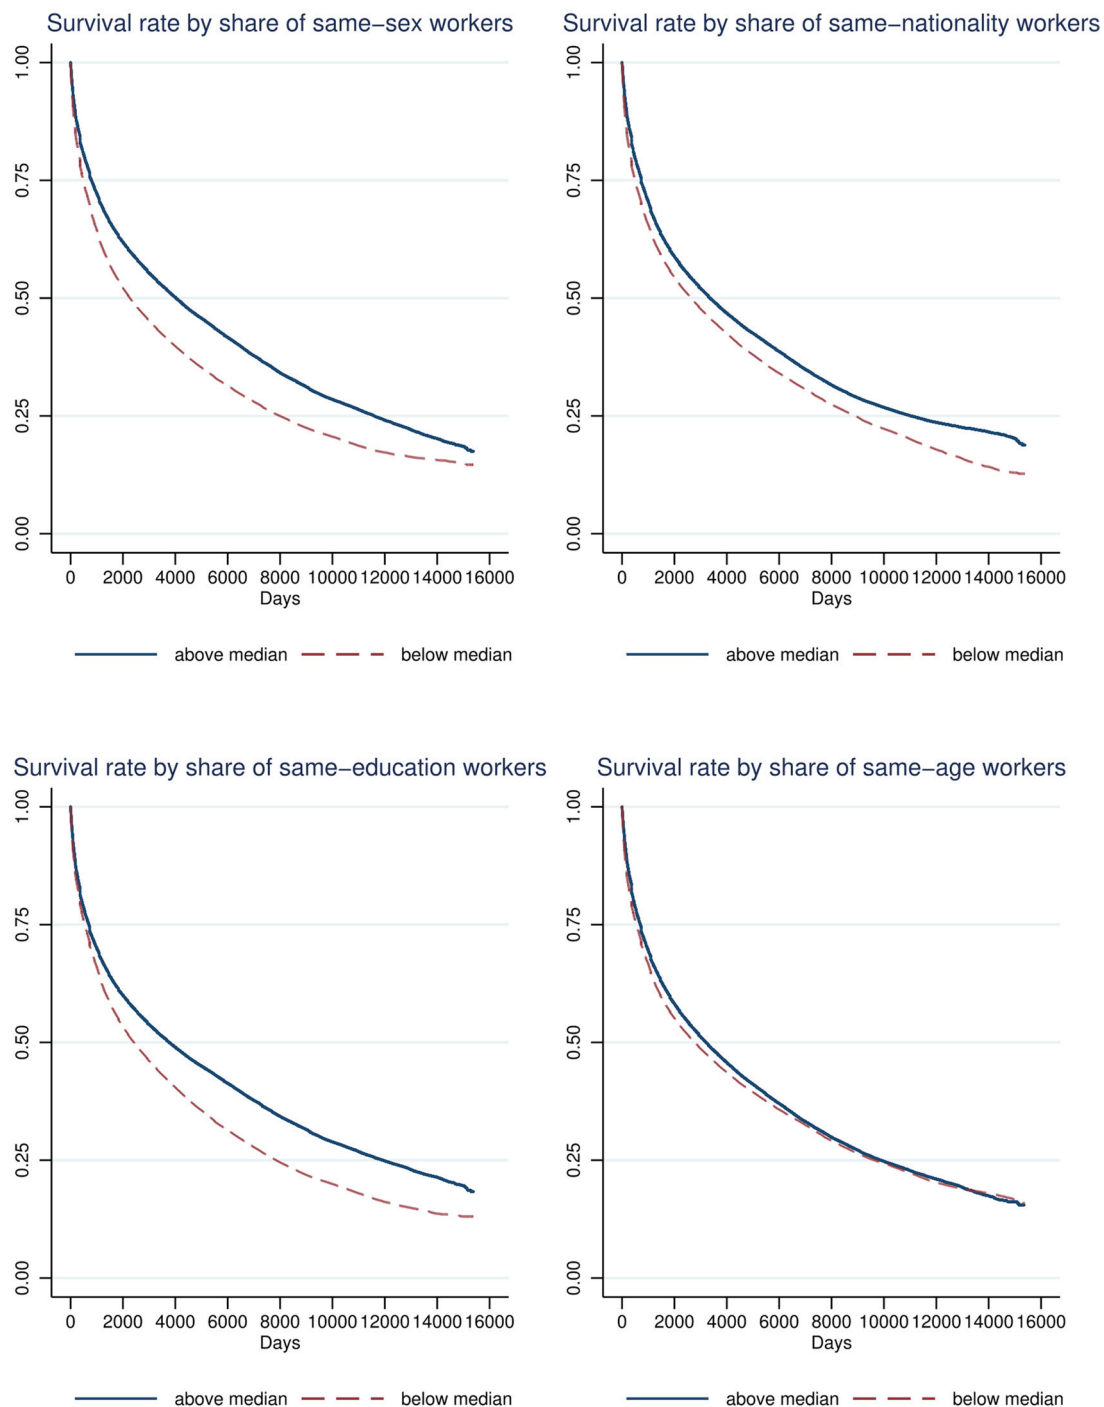 Survival rate by share of same−sex workers
1.00
0.75
0.50
0.25
0.00
0 2000 4000 6000 8000 10000 12000 14000 16000
Days
above median below median
Survival rate by share of same−nationality workers
1.00
0.75
0.50
0.25
0.00
0 2000 4000 6000 8000 10000 12000 14000 16000
Days
above median below median
Survival rate by share of same−education workers
1.00
0.75
0.50
0.25
0.00
0 2000 4000 6000 8000 10000 12000 14000 16000
Days
above median below median
Survival rate by share of same−age workers
1.00
0.75
0.50
0.25
0.00
0 2000 4000 6000 8000 10000 12000 14000 16000
Days
above median below median